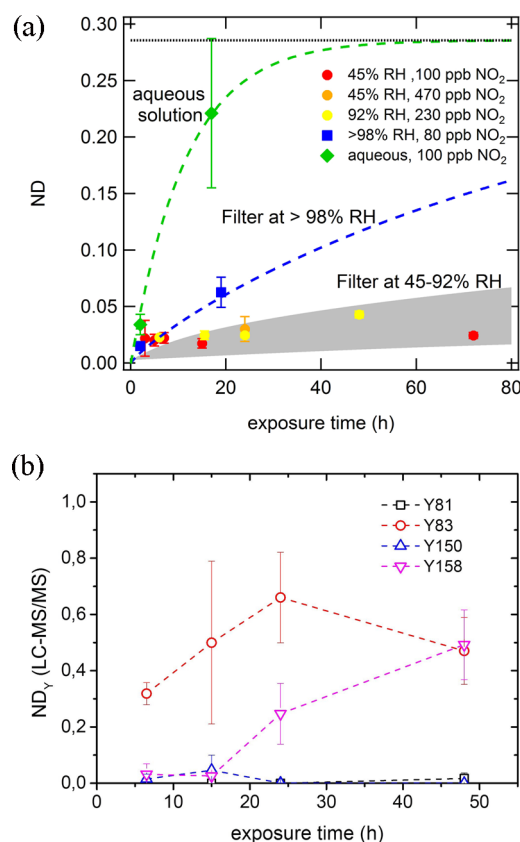 (a)
0.30
0.25
0.20
0.15
0.10
0.05
0.00
ND
aqueous
solution
45% RH ,100 ppb NO2
45% RH, 470 ppb NO2
92% RH, 230 ppb NO2
>98% RH, 80 ppb NO2
aqueous, 100 ppb NO2
Filter at > 98% RH
Filter at 45-92% RH
0 20 40 60 80
exposure time (h)
(b)
1,0
0,8
0,6
0,4
0,2
0,0
NDY (LC-MS/MS)
Y81
Y83
Y150
Y158
0 10 20 30 40 50
exposure time (h)